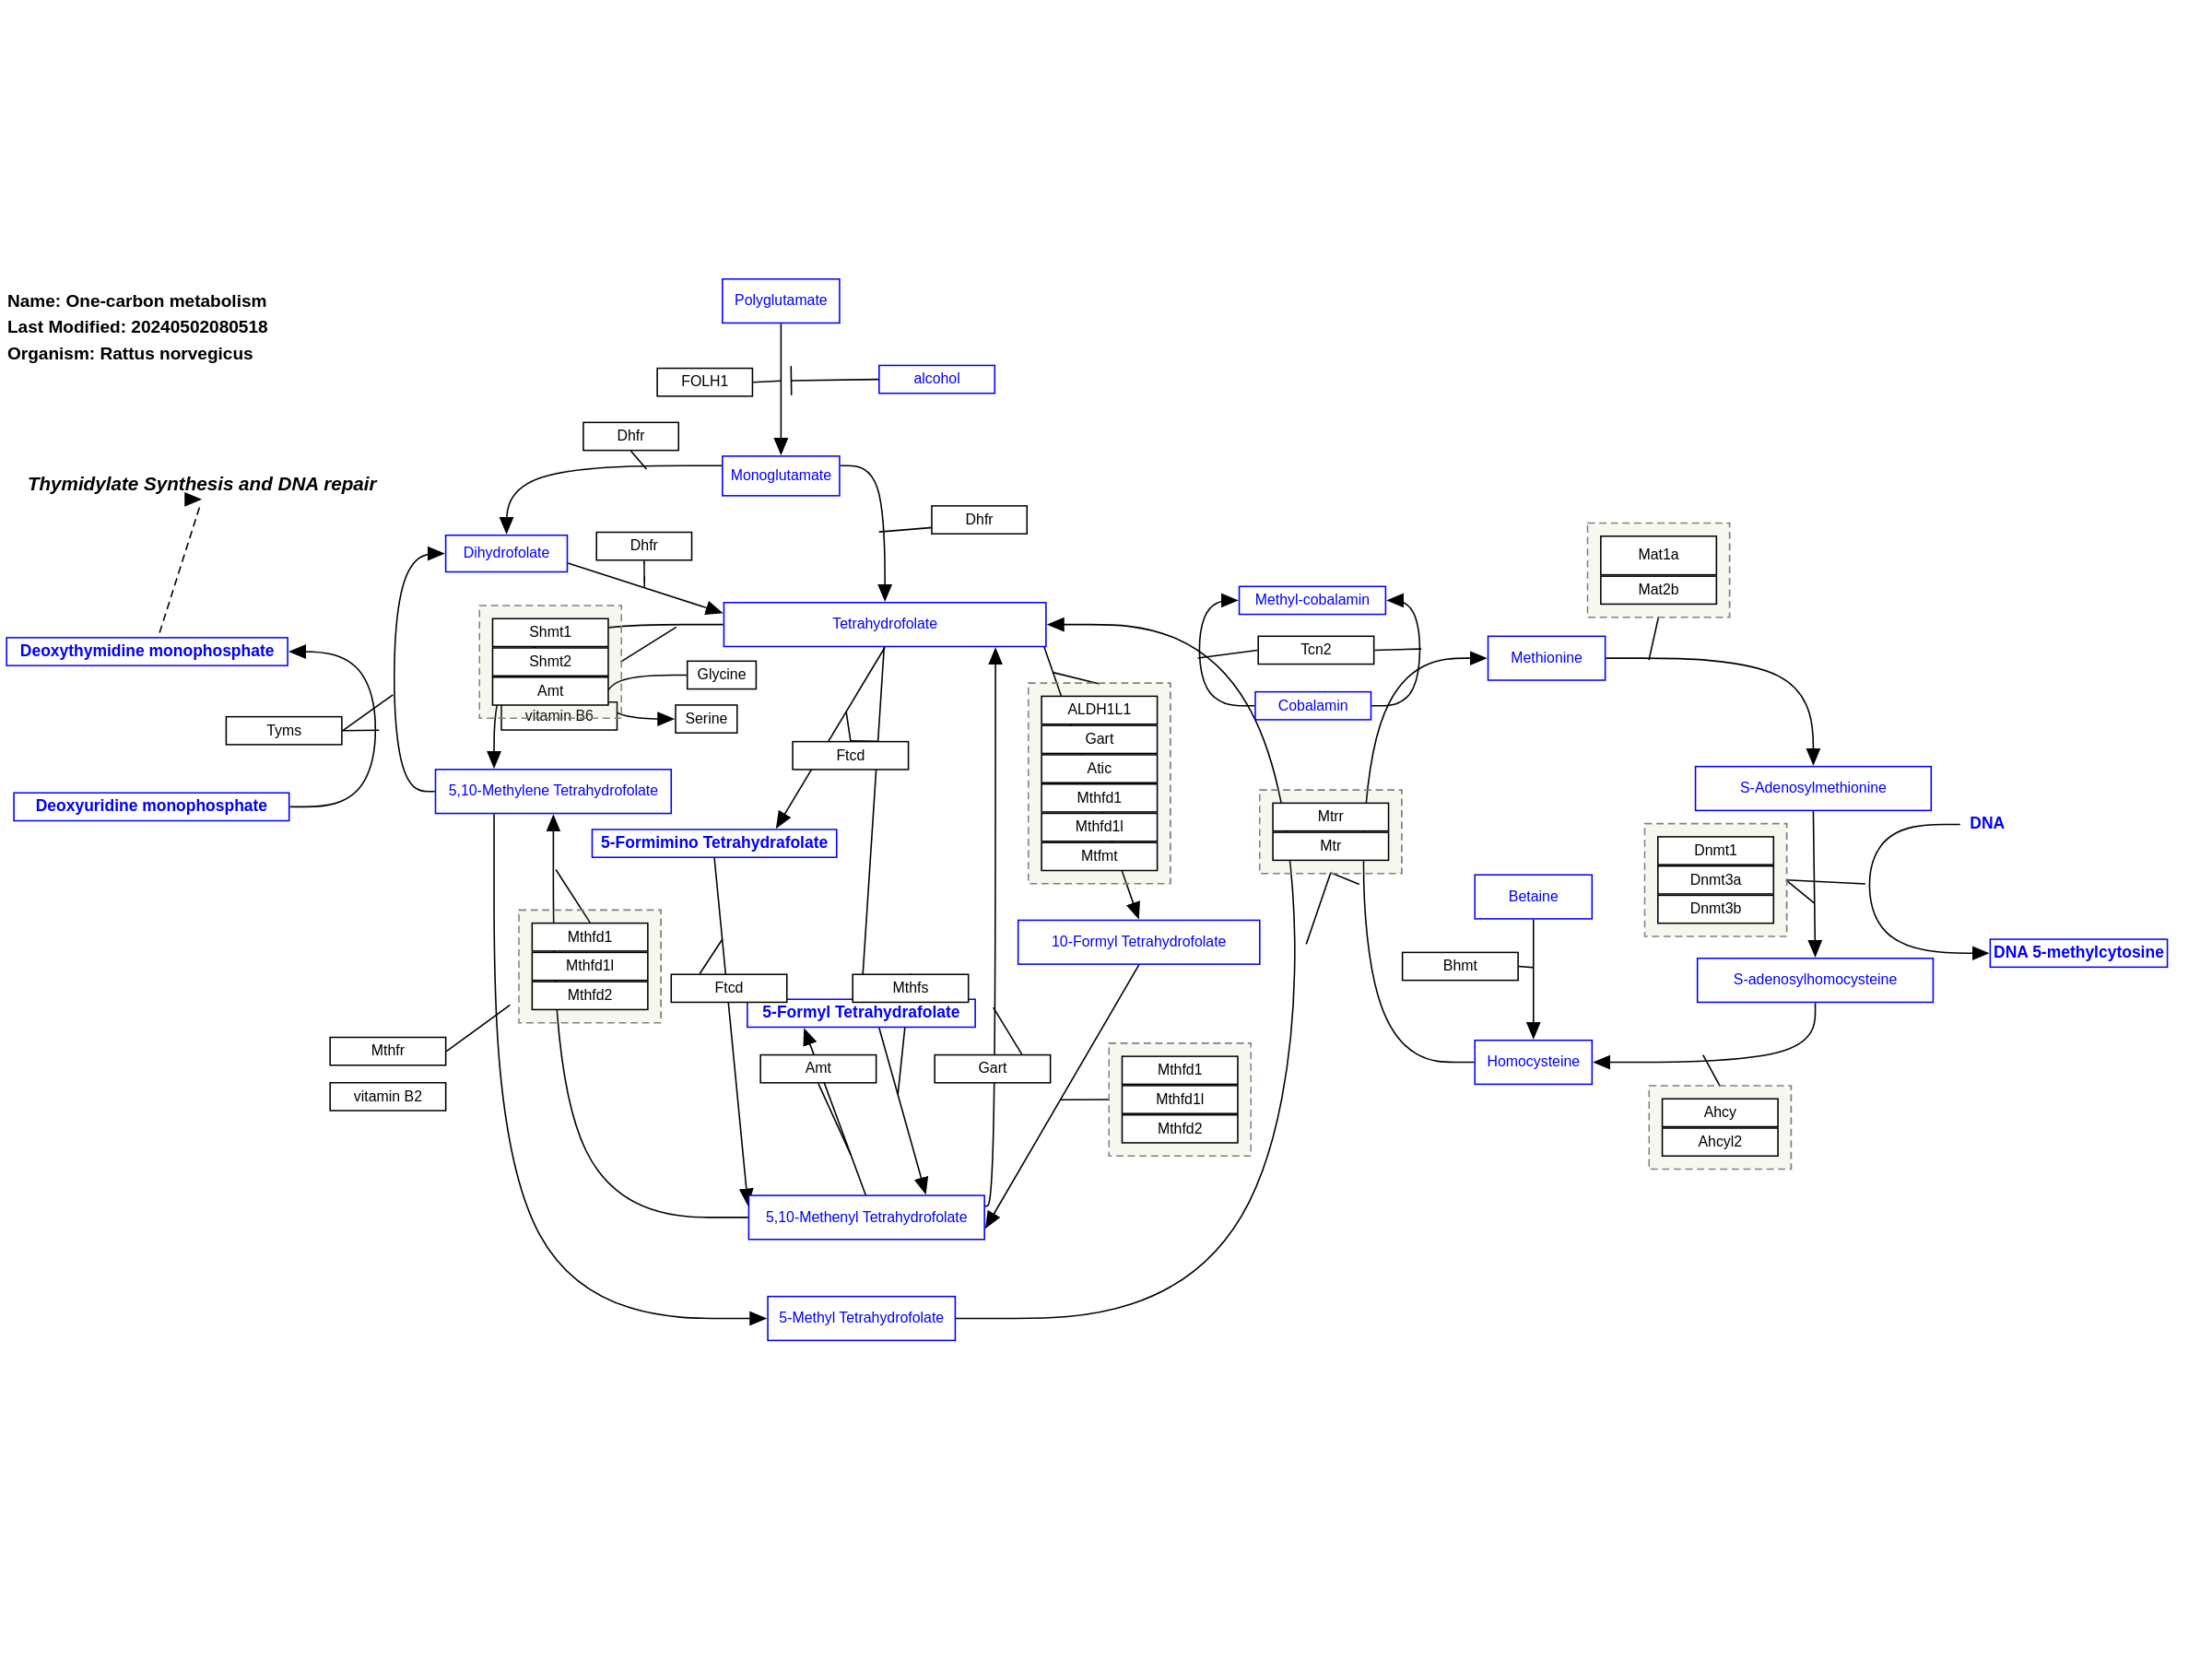 Name: One-carbon metabolism
Last Modified: 20240502080518
Organism: Rattus norvegicus
Polyglutamate
FOLH1
alcohol
Dhfr
Monoglutamate
Thymidylate Synthesis and DNA repair
Dhfr
Dihydrofolate
Dhfr
Tetrahydrofolate
Methyl-cobalamin
Tcn2
Cobalamin
Mat1a
Mat2b
Methionine
Deoxythymidine monophosphate
Shmt1
Shmt2
Amt
vitamin B6
Glycine
Serine
Tyms
Ftcd
ALDH1L1
Gart
Atic
Mthfd1
Mthfd1l
Mtfmt
Deoxyuridine monophosphate
5,10-Methylene Tetrahydrofolate
5-Formimino Tetrahydrafolate
Mtrr
Mtr
S-Adenosylmethionine
DNA
Dnmt1
Dnmt3a
Dnmt3b
Betaine
Bhmt
10-Formyl Tetrahydrofolate
DNA 5-methylcytosine
S-adenosylhomocysteine
Mthfd1
Mthfd1l
Mthfd2
Ftcd
Mthfs
5-Formyl Tetrahydrafolate
Mthfr
vitamin B2
Amt
Gart
Mthfd1
Mthfd1l
Mthfd2
Homocysteine
Ahcy
Ahcyl2
5,10-Methenyl Tetrahydrofolate
5-Methyl Tetrahydrofolate